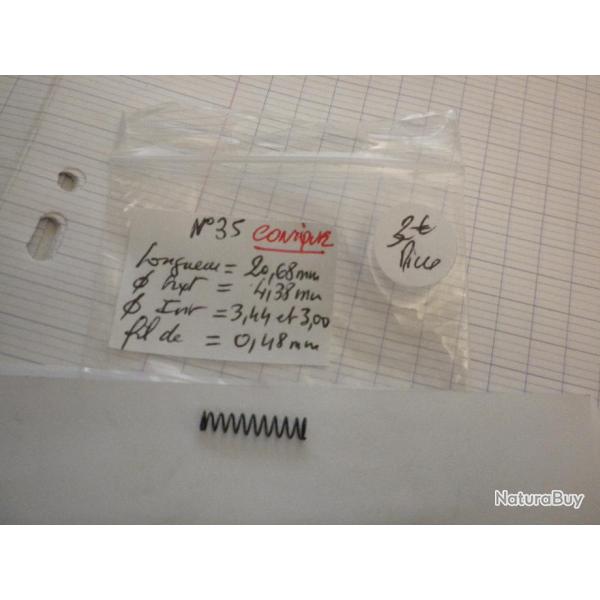 N°35 CONIQUE
Longueur = 20,68mm
Ø Ext = 4,38mm
Ø Int = 3,44 et 3,00
fil de = 0,48mm
3€
Pièce
NaturaBuy